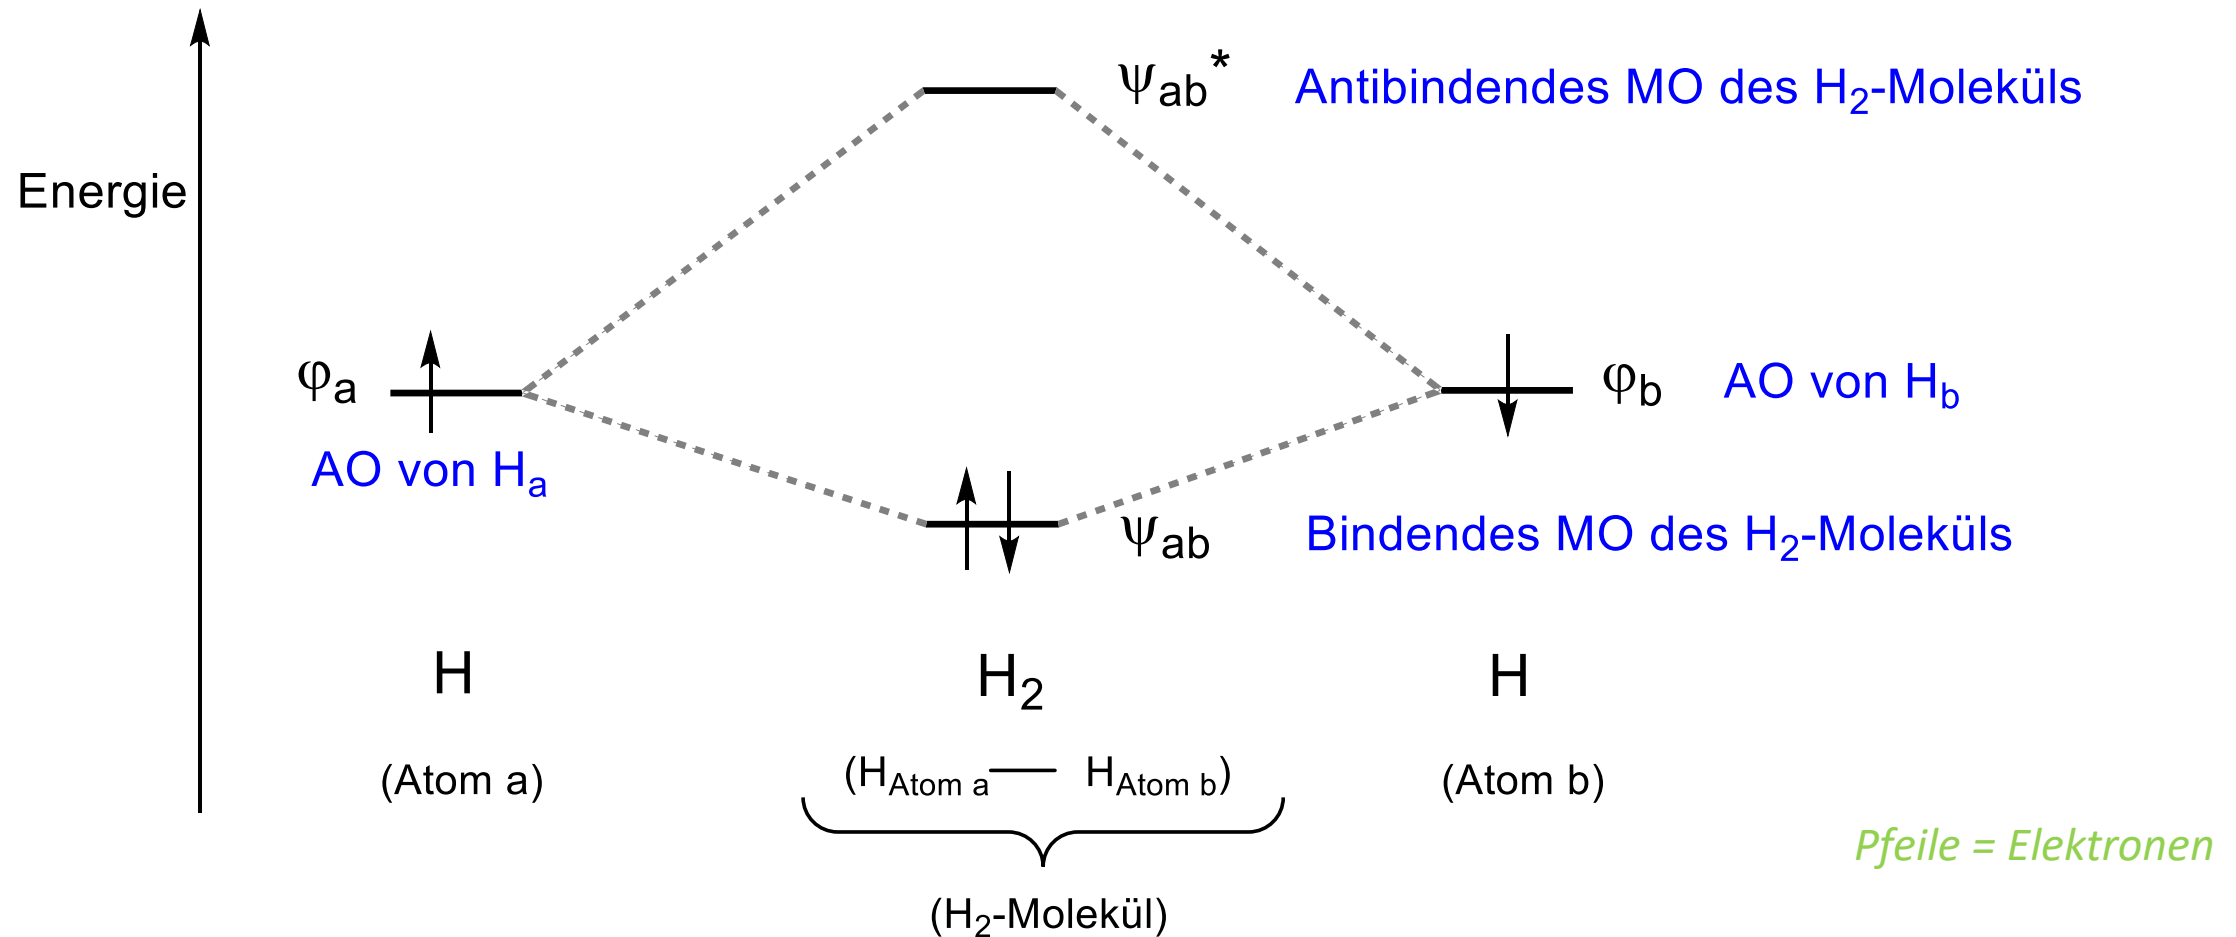 ψab* Antibindendes MO des H2-Moleküls
Energie
φa
φb AO von Hb
AO von Ha
ψab Bindendes MO des H2-Moleküls
H H2 H
(Atom a) (HAtom a — HAtom b) (Atom b)
Pfeile = Elektronen
(H2-Molekül)